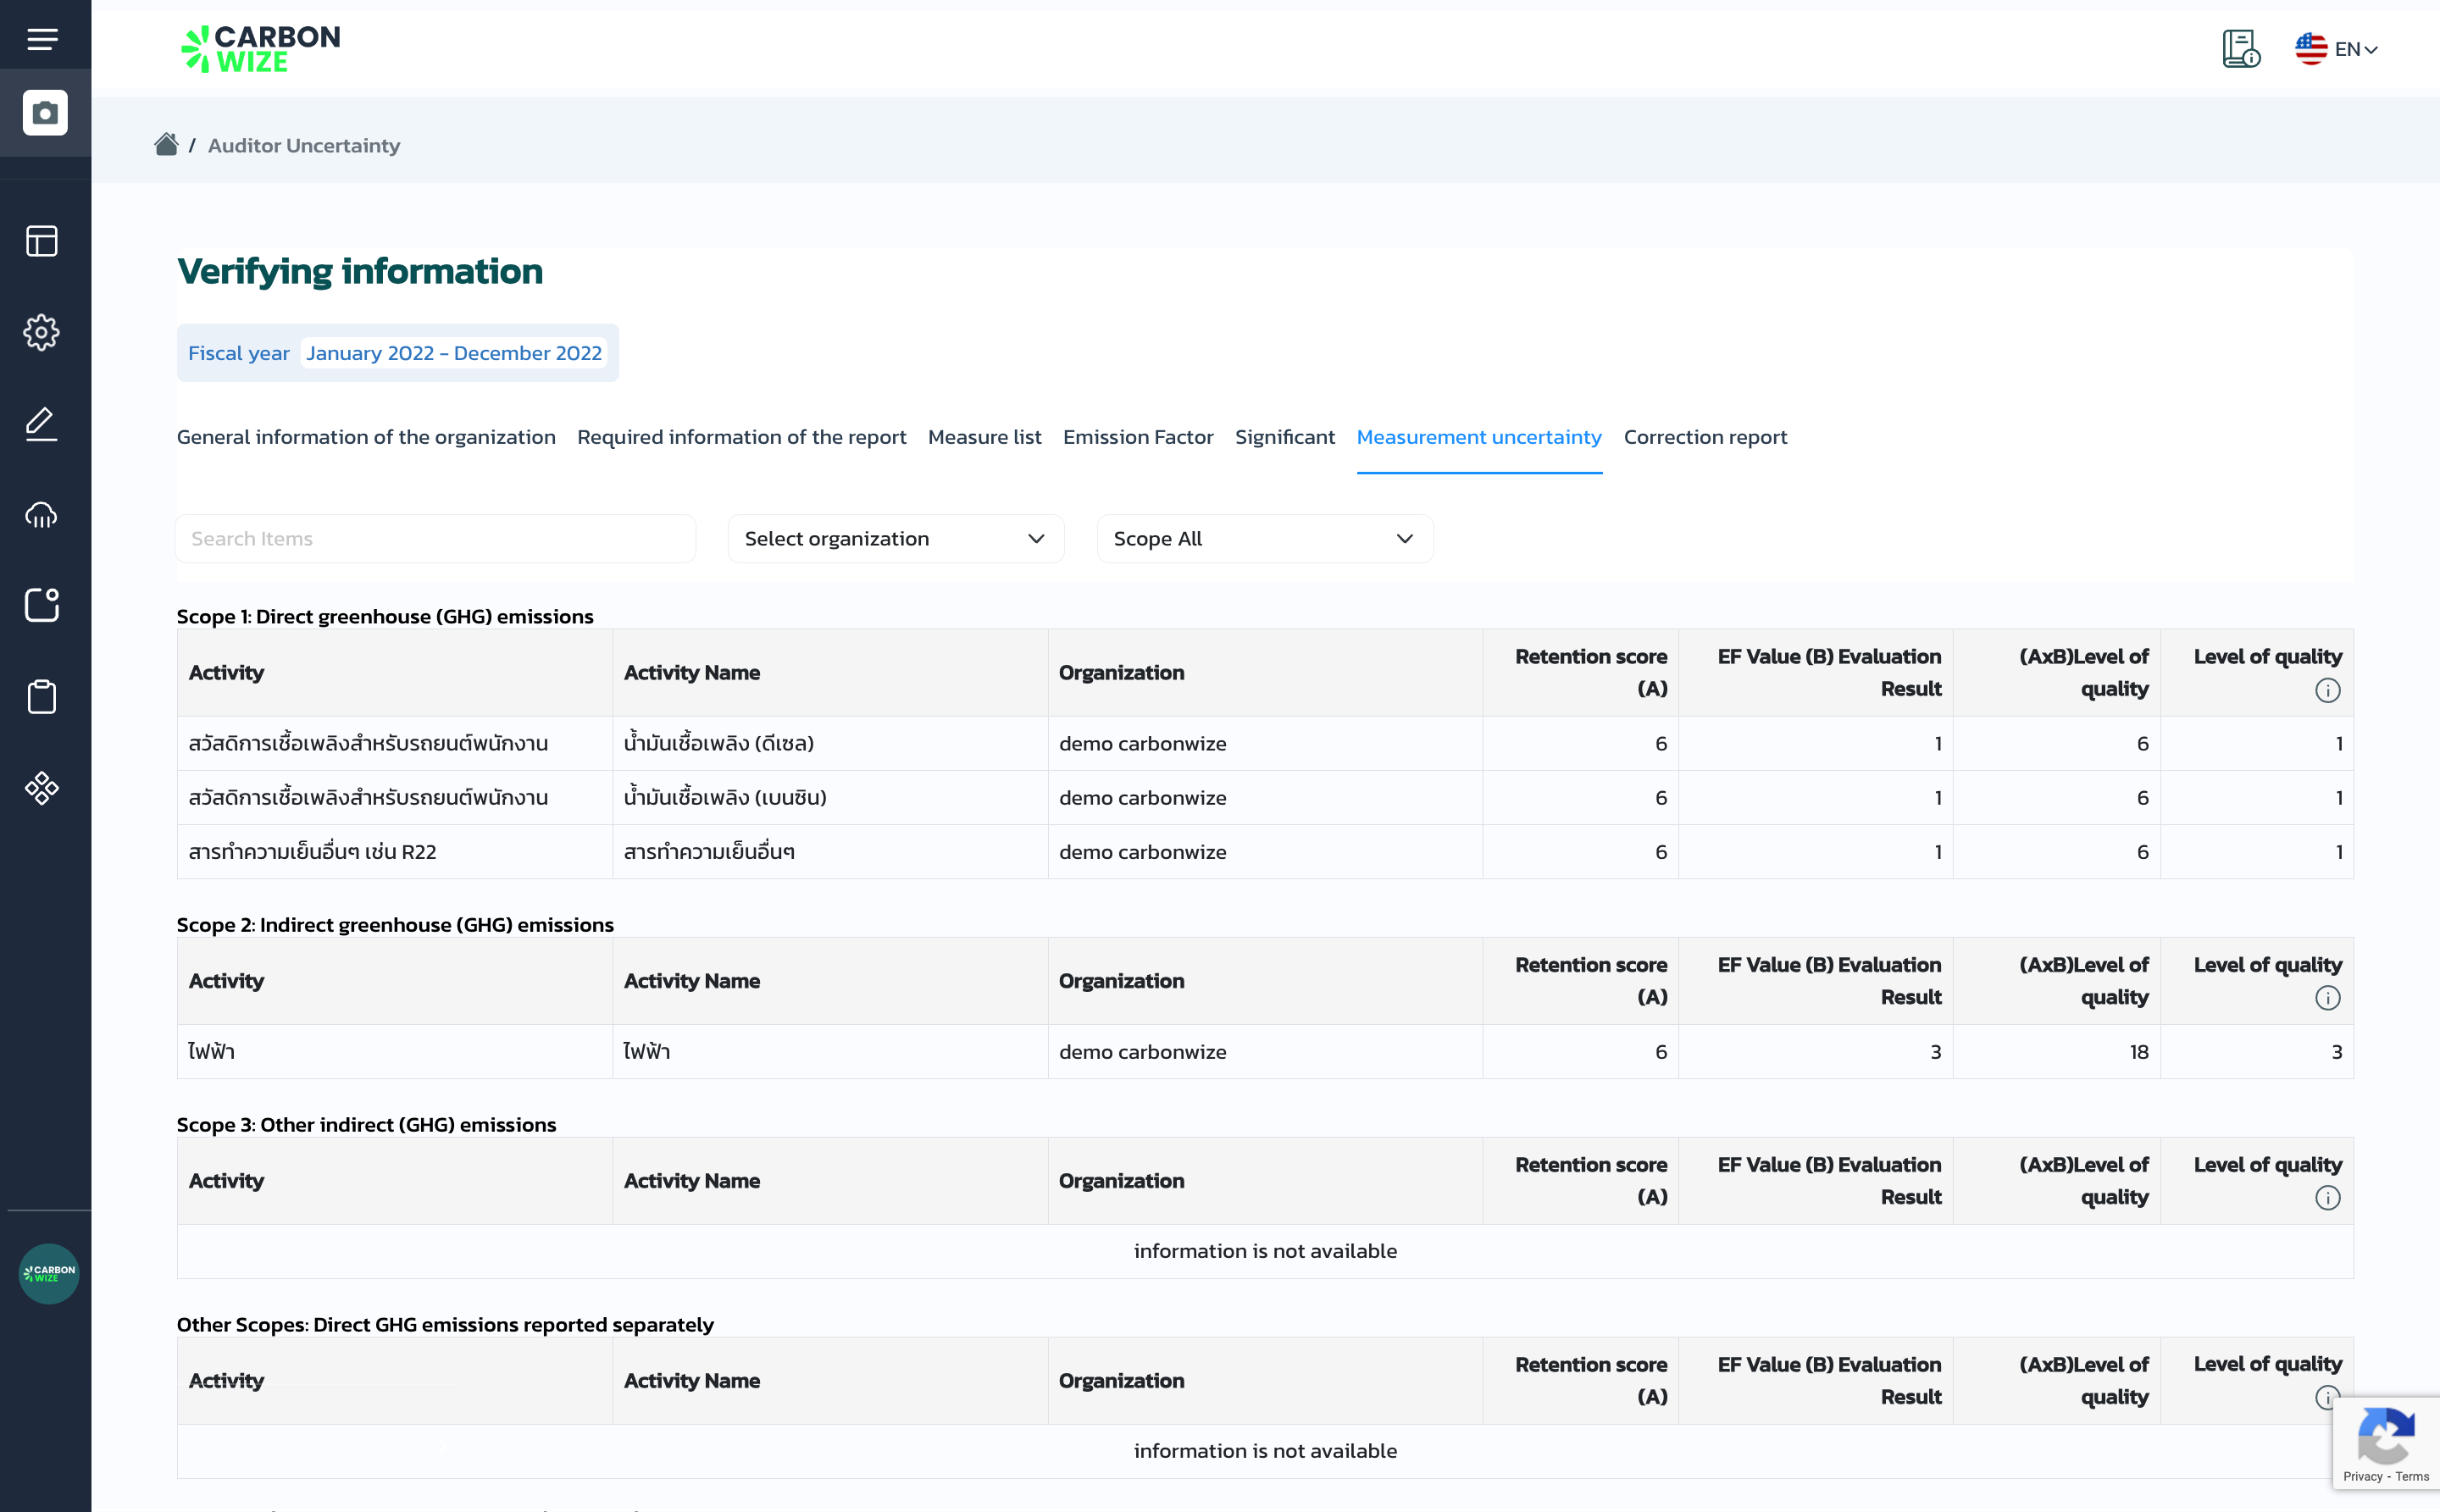 CARBON
WIZE
EN
/ Auditor Uncertainty
Verifying information
Fiscal year January 2022 - December 2022
General information of the organization Required information of the report Measure list Emission Factor Significant Measurement uncertainty Correction report
Search Items Select organization Scope All
Scope 1: Direct greenhouse (GHG) emissions
Activity Activity Name Organization Retention score (A) EF Value (B) Evaluation Result (AxB)Level of quality Level of quality
สวัสดิการเชื้อเพลิงสำหรับรถยนต์พนักงาน น้ำมันเชื้อเพลิง (ดีเซล) demo carbonwize 6 1 6 1
สวัสดิการเชื้อเพลิงสำหรับรถยนต์พนักงาน น้ำมันเชื้อเพลิง (เบนซิน) demo carbonwize 6 1 6 1
สารทำความเย็นอื่นๆ เช่น R22 สารทำความเย็นอื่นๆ demo carbonwize 6 1 6 1
Scope 2: Indirect greenhouse (GHG) emissions
Activity Activity Name Organization Retention score (A) EF Value (B) Evaluation Result (AxB)Level of quality Level of quality
ไฟฟ้า ไฟฟ้า demo carbonwize 6 3 18 3
Scope 3: Other indirect (GHG) emissions
Activity Activity Name Organization Retention score (A) EF Value (B) Evaluation Result (AxB)Level of quality Level of quality
information is not available
CARBON
WIZE
Other Scopes: Direct GHG emissions reported separately
Activity Activity Name Organization Retention score (A) EF Value (B) Evaluation Result (AxB)Level of quality Level of quality
information is not available
Privacy - Terms